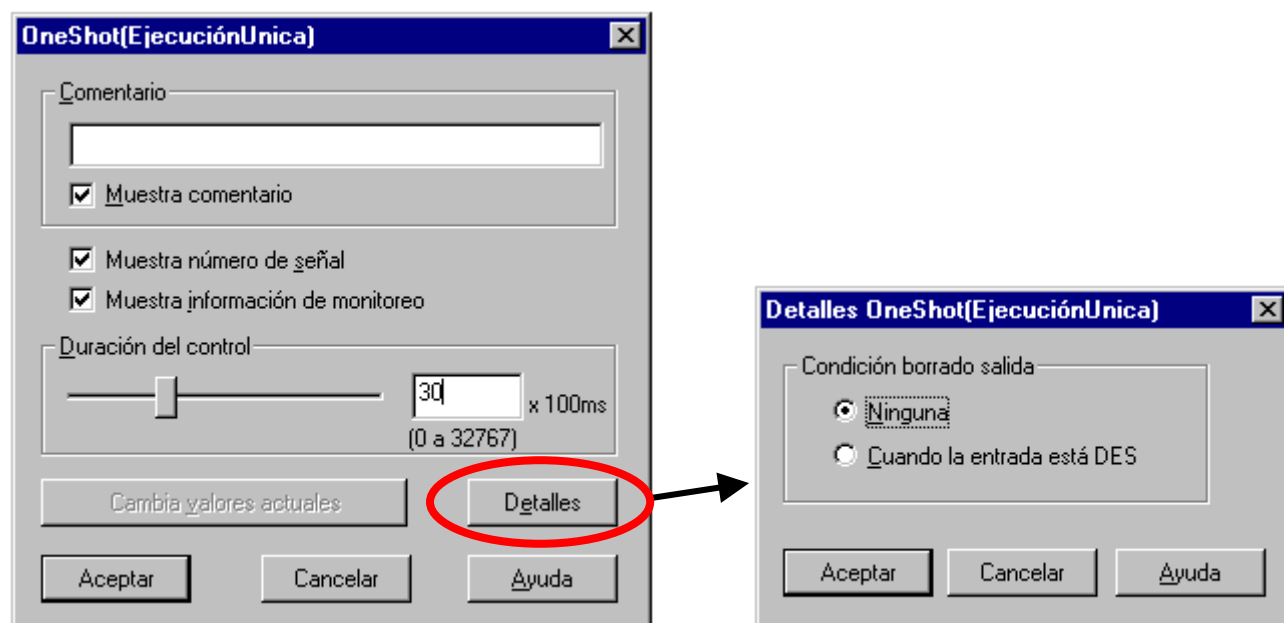 OneShot(EjecuciónUnica)
Comentario
Muestra comentario
Muestra número de señal
Muestra información de monitoreo
Duración del control
30 x 100ms
(0 a 32767)
Cambia valores actuales
Detalles
Aceptar
Cancelar
Ayuda
Detalles OneShot(EjecuciónUnica)
Condición borrado salida
Ninguna
Cuando la entrada está DES
Aceptar
Cancelar
Ayuda